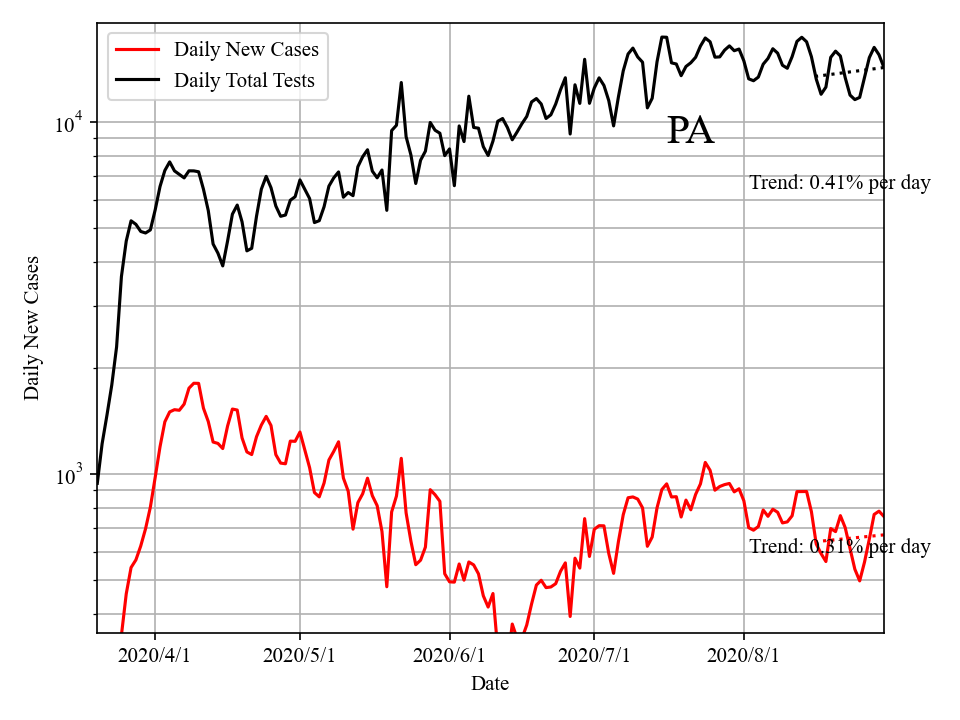 Daily New Cases
Daily Total Tests
10^4
PA
Trend: 0.41% per day
Daily New Cases
10^3
Trend: 0.31% per day
2020/4/1
2020/5/1
2020/6/1
2020/7/1
2020/8/1
Date